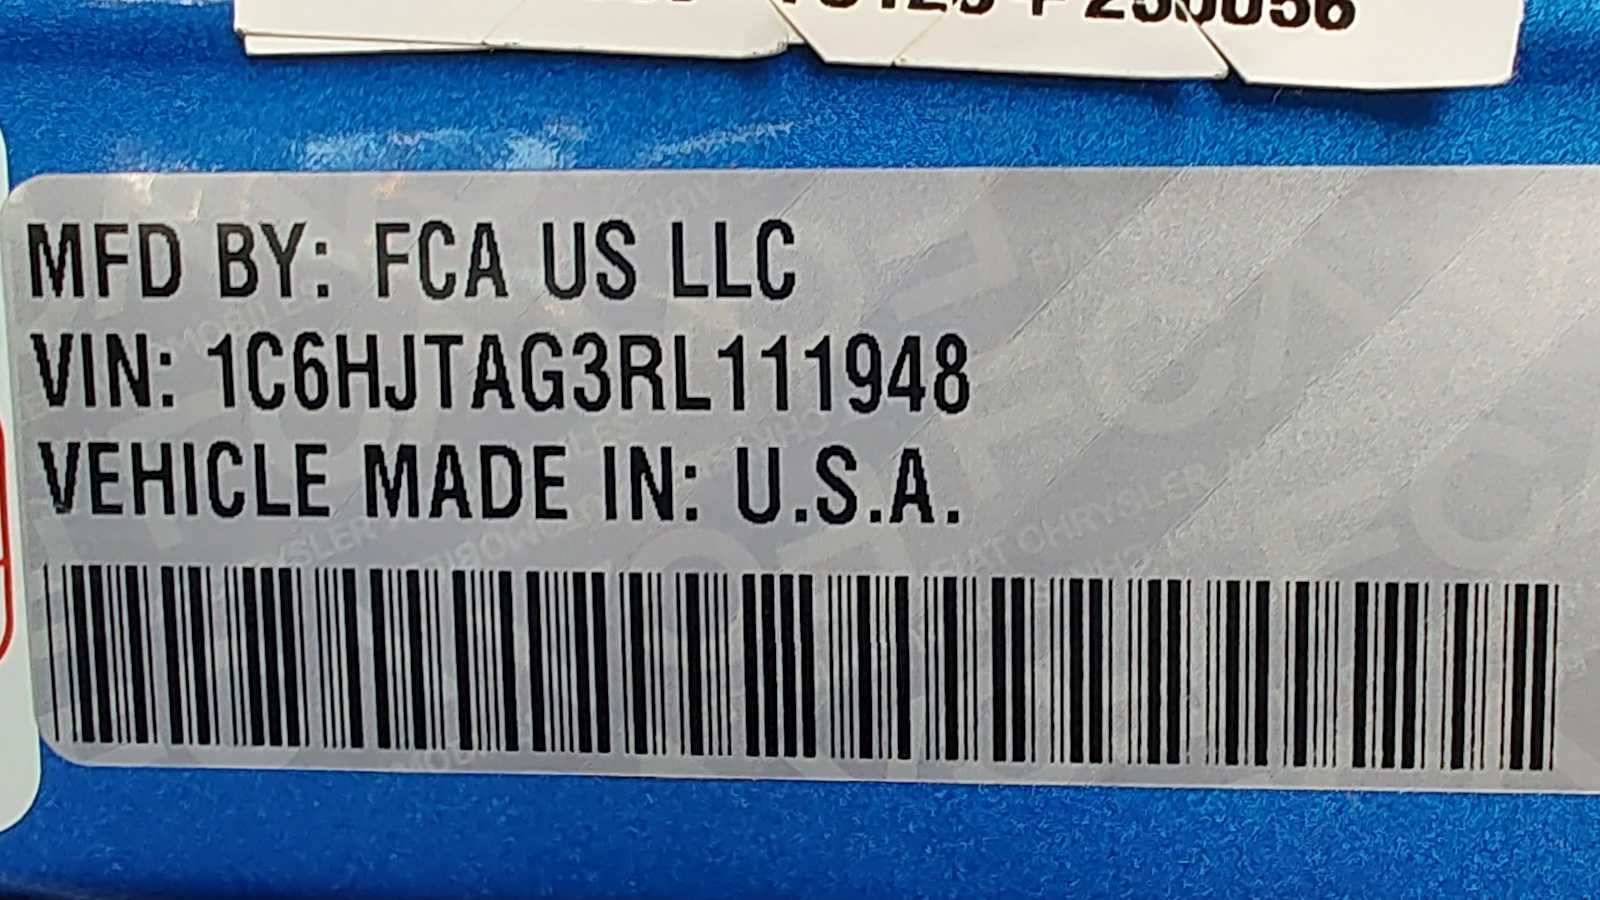 MFD BY: FCA US LLC
VIN: 1C6HJTAG3RL111948
VEHICLE MADE IN: U.S.A.